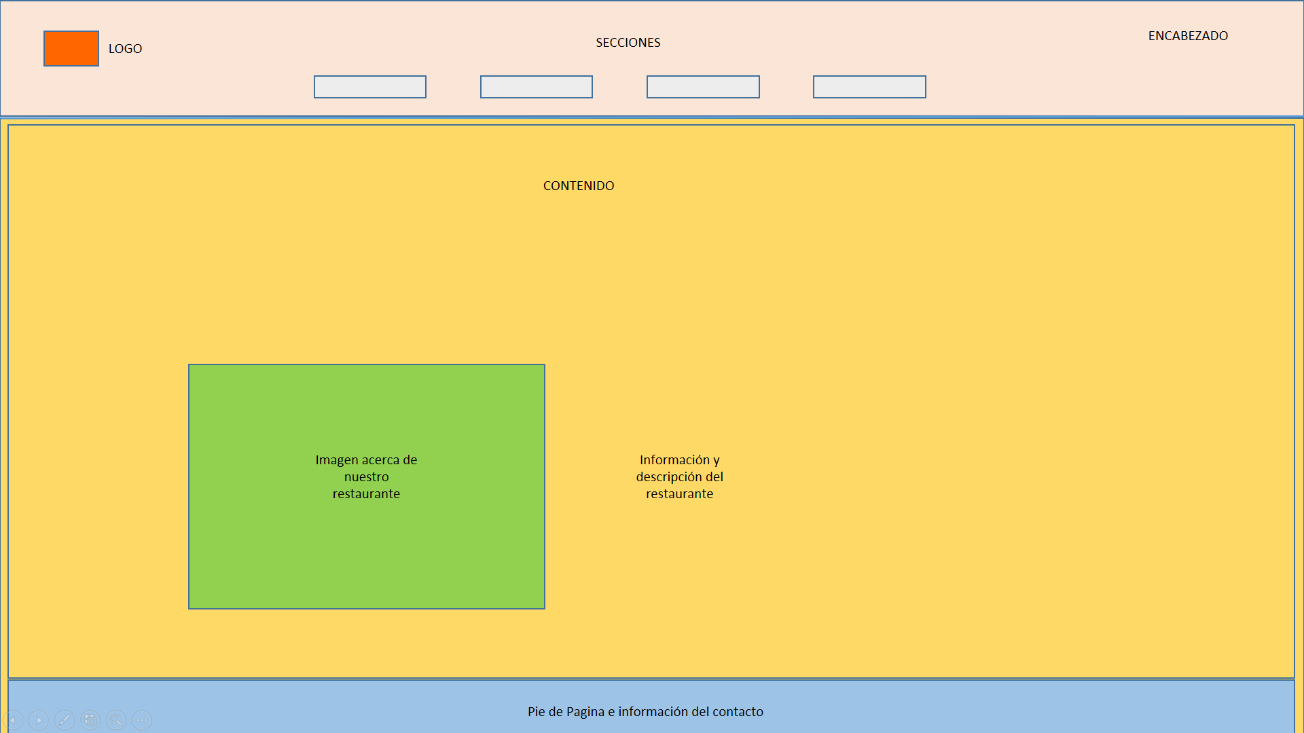 LOGO
SECCIONES
ENCABEZADO
CONTENIDO
Imagen acerca de
nuestro
restaurante
Información y
descripción del
restaurante
Pie de Pagina e información del contacto